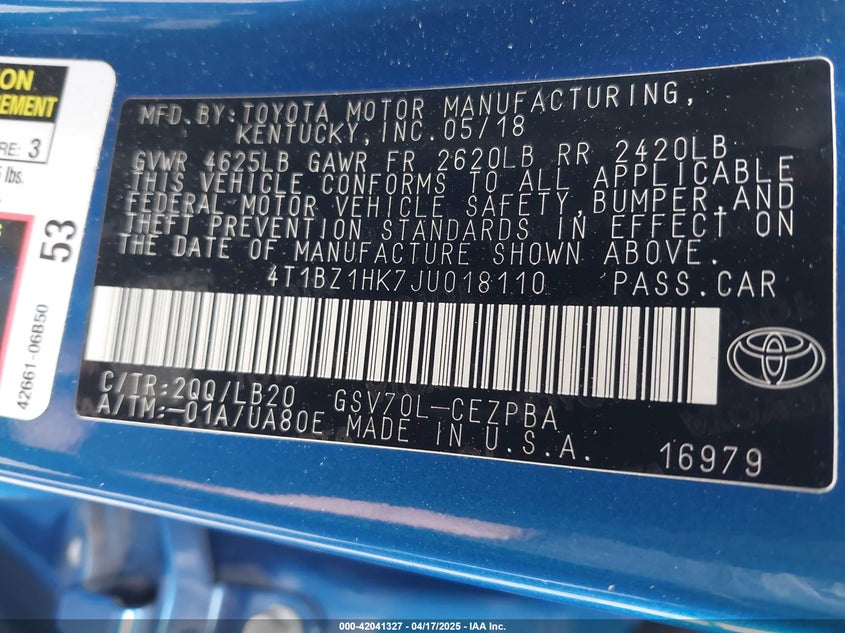 ON
CEMENT
RE: 3
lbs.
53
42661-06B50
MFD. BY: TOYOTA MOTOR MANUFACTURING,
KENTUCKY, INC. 05/18
GVWR 4625LB GAWR FR 2620LB RR 2420LB
THIS VEHICLE CONFORMS TO ALL APPLICABLE
FEDERAL MOTOR VEHICLE SAFETY, BUMPER, AND
THEFT PREVENTION STANDARDS IN EFFECT ON
THE DATE OF MANUFACTURE SHOWN ABOVE.
4T1BZ1HK7JU018110 PASS. CAR
C/TR: 2QQ/LB20 GSV70L-CEZPBA
A/TM: -01A/UA80E MADE IN U.S.A. 16979
000-42041327 - 04/17/2025 - IAA Inc.